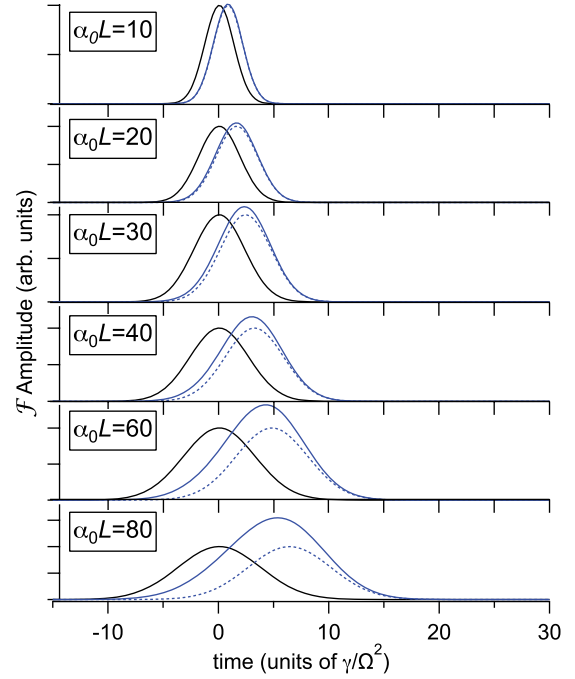 α₀L=10
α₀L=20
α₀L=30
α₀L=40
α₀L=60
α₀L=80
ℱ Amplitude (arb. units)
-10 0 10 20 30
time (units of γ/Ω²)